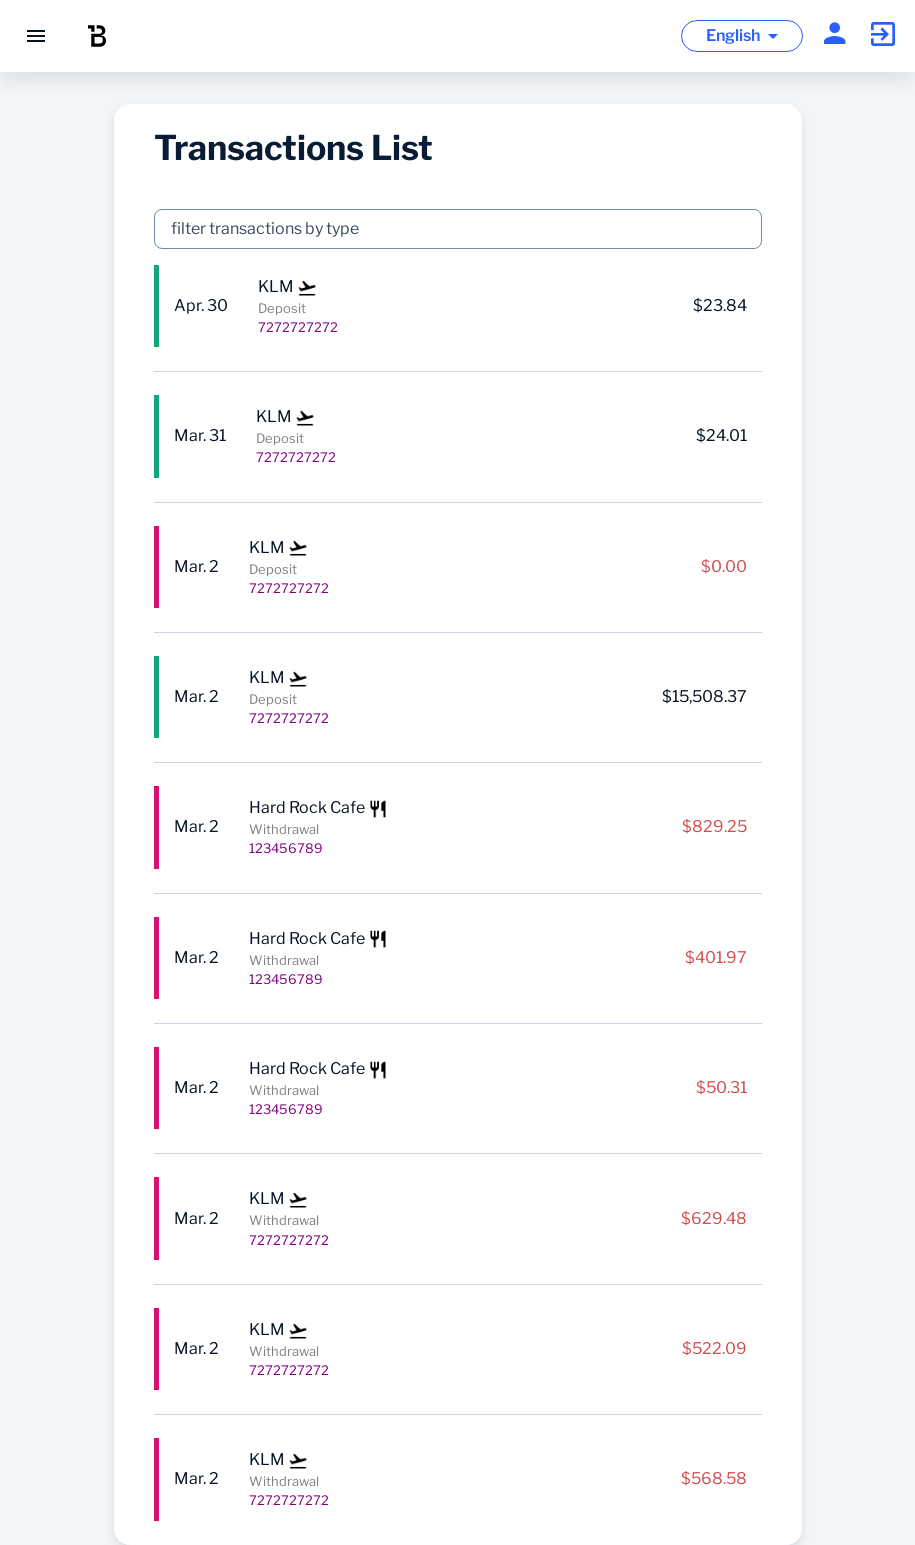 English
Transactions List
filter transactions by type
KLM
Apr. 30
Deposit
$23.84
7272727272
KLM
Mar. 31
Deposit
$24.01
7272727272
KLM
Mar. 2
Deposit
$0.00
7272727272
KLM
Mar. 2
Deposit
$15,508.37
7272727272
Hard Rock Cafe
Mar. 2
Withdrawal
$829.25
123456789
Hard Rock Cafe
Mar. 2
Withdrawal
$401.97
123456789
Hard Rock Cafe
Mar. 2
Withdrawal
$50.31
123456789
KLM
Mar. 2
Withdrawal
$629.48
7272727272
KLM
Mar. 2
Withdrawal
$522.09
7272727272
KLM
Mar. 2
Withdrawal
$568.58
7272727272